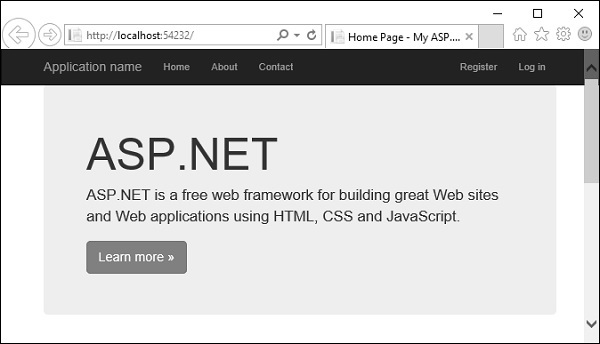 http://localhost:54232/
Home Page - My ASP....
Application name Home About Contact Register Log in
ASP.NET
ASP.NET is a free web framework for building great Web sites
and Web applications using HTML, CSS and JavaScript.
Learn more »